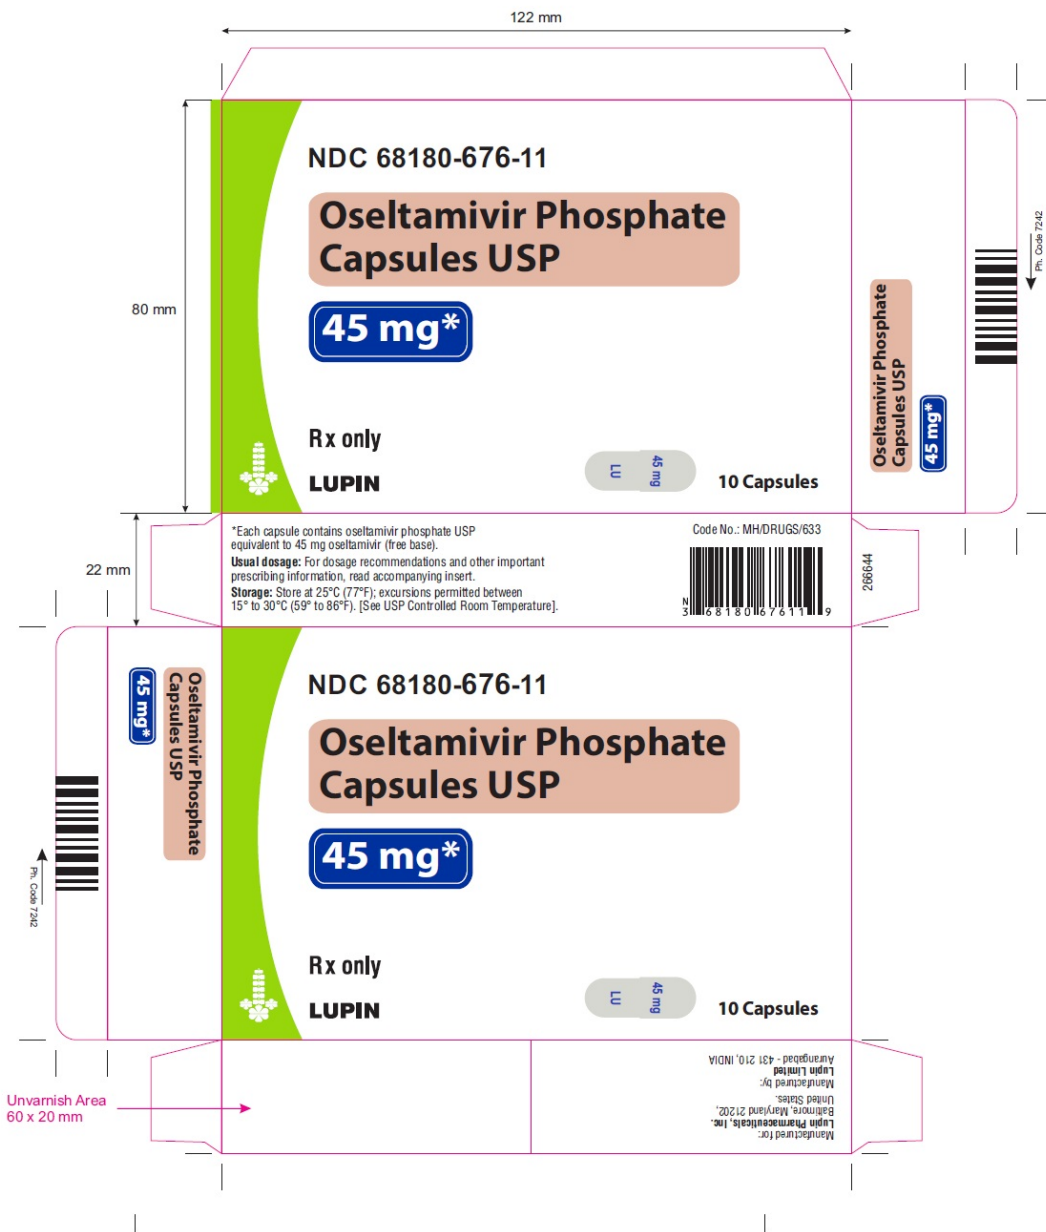 122 mm
NDC 68180-676-11
Oseltamivir Phosphate
Capsules USP
80 mm
45 mg*
Rx only
LUPIN
LU
45 mg
10 Capsules
Oseltamivir Phosphate
Capsules USP
45 mg*
Ph. Code 7242
22 mm
*Each capsule contains oseltamivir phosphate USP
equivalent to 45 mg oseltamivir (free base).
Usual dosage: For dosage recommendations and other important
prescribing information, read accompanying insert.
Storage: Store at 25°C (77°F); excursions permitted between
15° to 30°C (59° to 86°F). [See USP Controlled Room Temperature].
Code No.: MH/DRUGS/633
N
3 68180 67611 9
266644
Oseltamivir Phosphate
Capsules USP
45 mg*
Ph. Code 7242
NDC 68180-676-11
Oseltamivir Phosphate
Capsules USP
45 mg*
Rx only
LUPIN
LU
45 mg
10 Capsules
Unvarnish Area
60 x 20 mm
Manufactured for:
Lupin Pharmaceuticals, Inc.
Baltimore, Maryland 21202,
United States.
Manufactured by:
Lupin Limited
Aurangabad - 431 210, INDIA